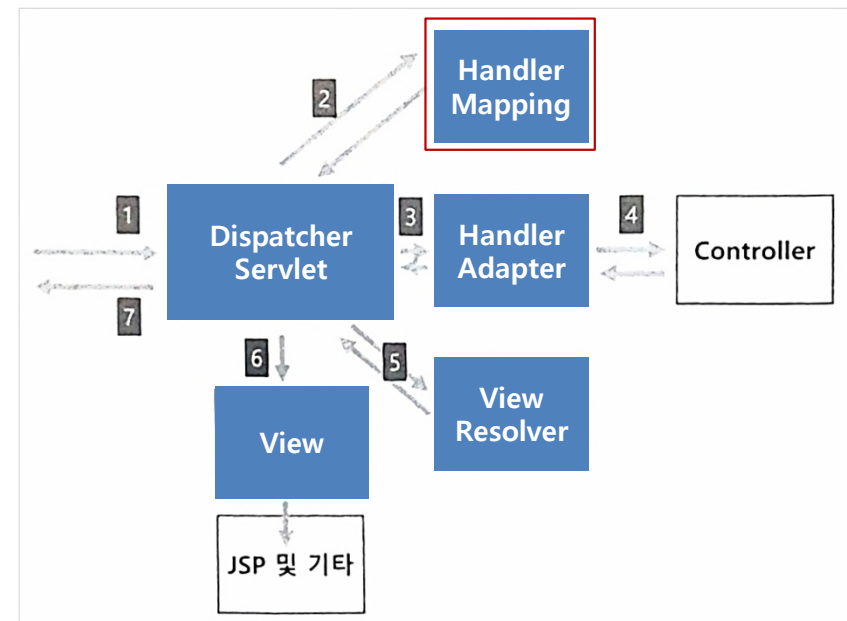 Handler
Mapping
2
1
Dispatcher
Servlet
3
Handler
Adapter
4
Controller
7
6
5
View
Resolver
View
JSP 및 기타